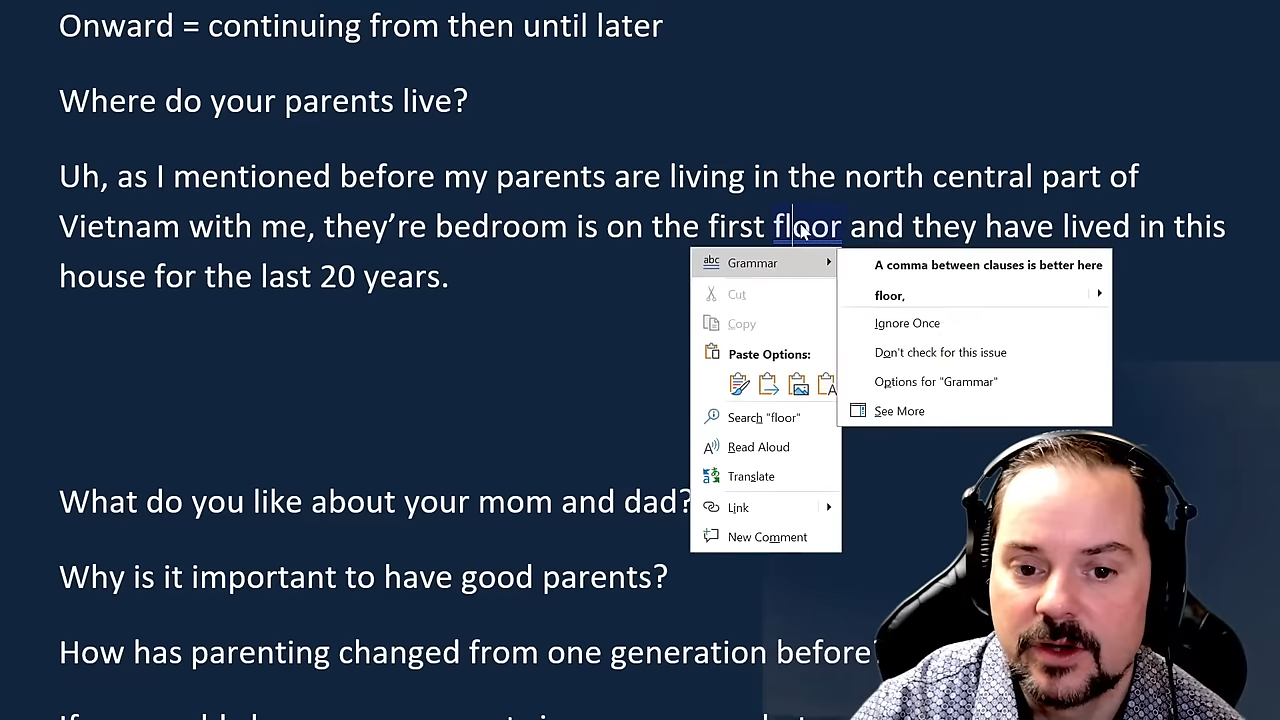 Onward = continuing from then until later
Where do your parents live?
Uh, as I mentioned before my parents are living in the north central part of
Vietnam with me, they’re bedroom is on the first floor and they have lived in this
house for the last 20 years.
Grammar
Cut
Copy
Paste Options:
Search "floor"
Read Aloud
Translate
Link
New Comment
A comma between clauses is better here
floor,
Ignore Once
Don't check for this issue
Options for "Grammar"
See More
What do you like about your mom and dad?
Why is it important to have good parents?
How has parenting changed from one generation before